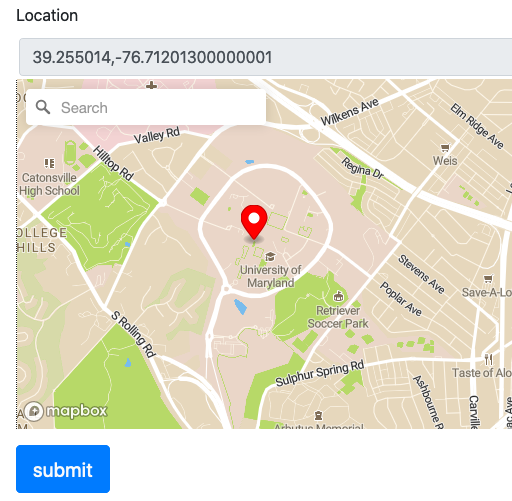 Location
39.255014,-76.71201300000001
Search
Wilkens Ave
Elm Ridge Ave
Valley Rd
Hilltop Rd
Weis
Regina Dr
Catonsville
High School
COLLEGE
HILLS
University of
Maryland
Stevens Ave
Save-A-Lo
Poplar Ave
Retriever
Soccer Park
S Rolling Rd
Sulphur Spring Rd
Taste of Alo
Ashbourne R
Carville
Arbutus Memorial
mapbox
submit